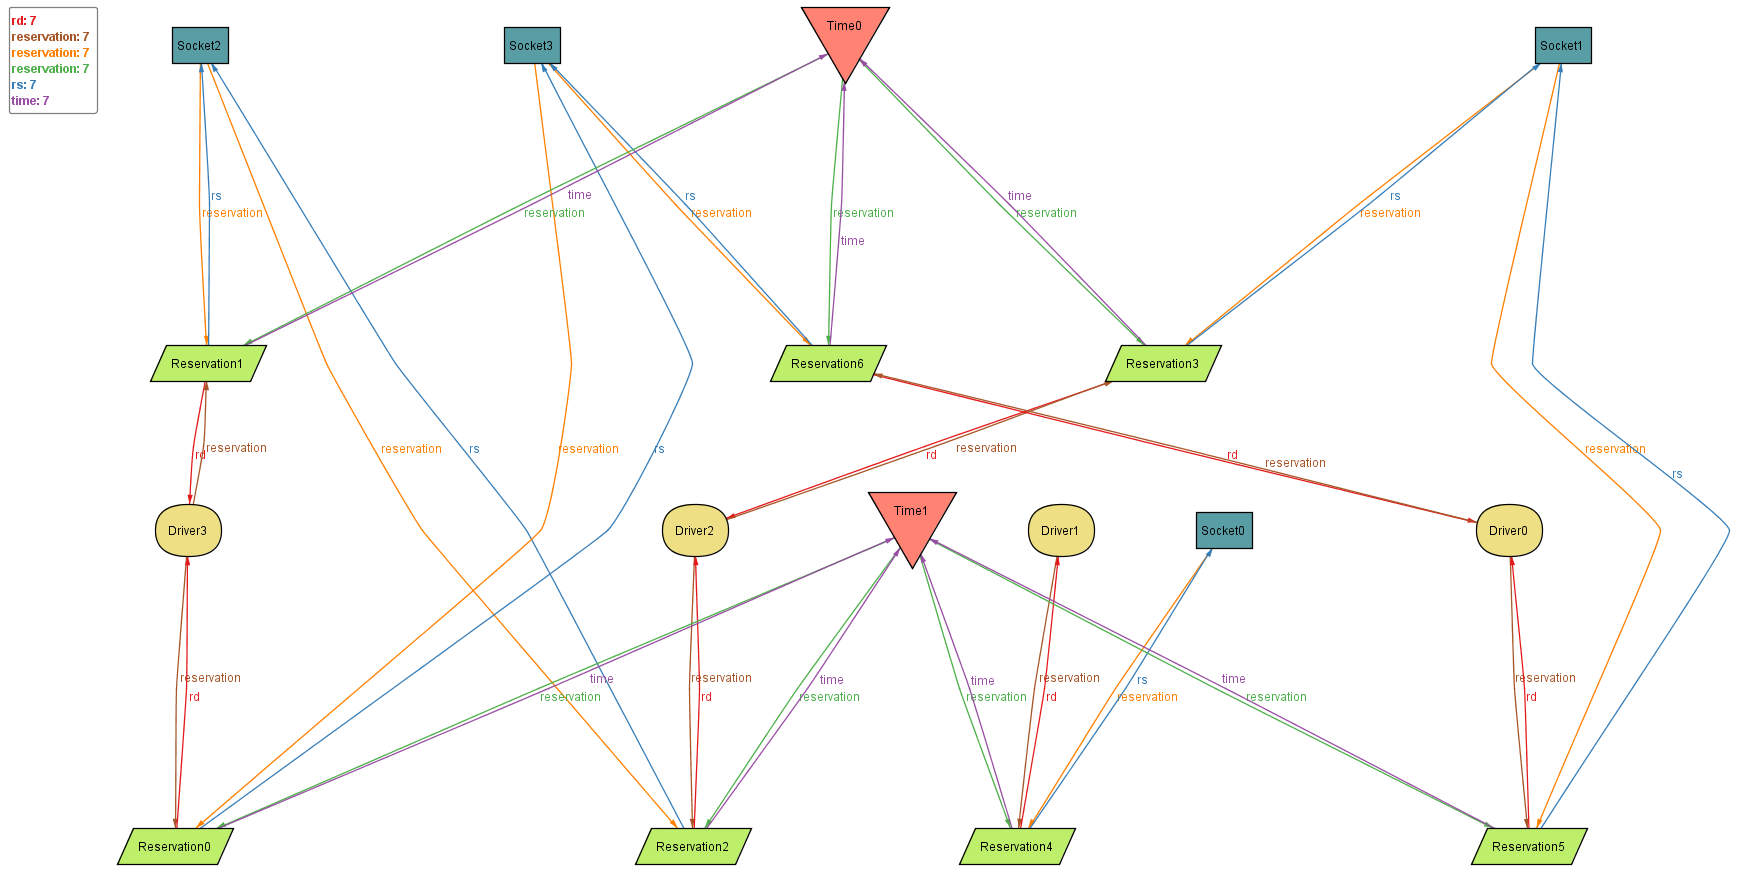 rd: 7
reservation: 7
reservation: 7
reservation: 7
rs: 7
time: 7
Time0
Socket2
Socket3
Socket1
rs
time
rs
time
rs
reservation
reservation
reservation
reservation
reservation
reservation
time
Reservation1
Reservation6
Reservation3
reservation
rd
reservation
rs
reservation
rs
rd
reservation
rd
reservation
reservation
rs
Time1
Driver3
Driver2
Driver1
Socket0
Driver0
reservation
rd
time
reservation
reservation
rd
time
reservation
time
reservation
reservation
rd
rs
reservation
time
reservation
reservation
rd
Reservation0
Reservation2
Reservation4
Reservation5